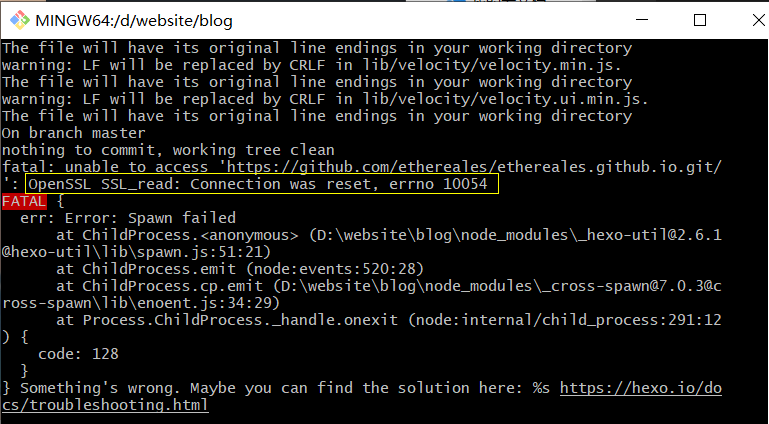 MINGW64:/d/website/blog
The file will have its original line endings in your working directory
warning: LF will be replaced by CRLF in lib/velocity/velocity.min.js.
The file will have its original line endings in your working directory
warning: LF will be replaced by CRLF in lib/velocity/velocity.ui.min.js.
The file will have its original line endings in your working directory
On branch master
nothing to commit, working tree clean
fatal: unable to access 'https://github.com/ethereales/ethereales.github.io.git/
': OpenSSL SSL_read: Connection was reset, errno 10054
FATAL {
  err: Error: Spawn failed
      at ChildProcess.<anonymous> (D:\website\blog\node_modules\_hexo-util@2.6.1
@hexo-util\lib\spawn.js:51:21)
      at ChildProcess.emit (node:events:520:28)
      at ChildProcess.cp.emit (D:\website\blog\node_modules\_cross-spawn@7.0.3@c
ross-spawn\lib\enoent.js:34:29)
      at Process.ChildProcess._handle.onexit (node:internal/child_process:291:12
) {
    code: 128
  }
} Something's wrong. Maybe you can find the solution here: %s https://hexo.io/do
cs/troubleshooting.html